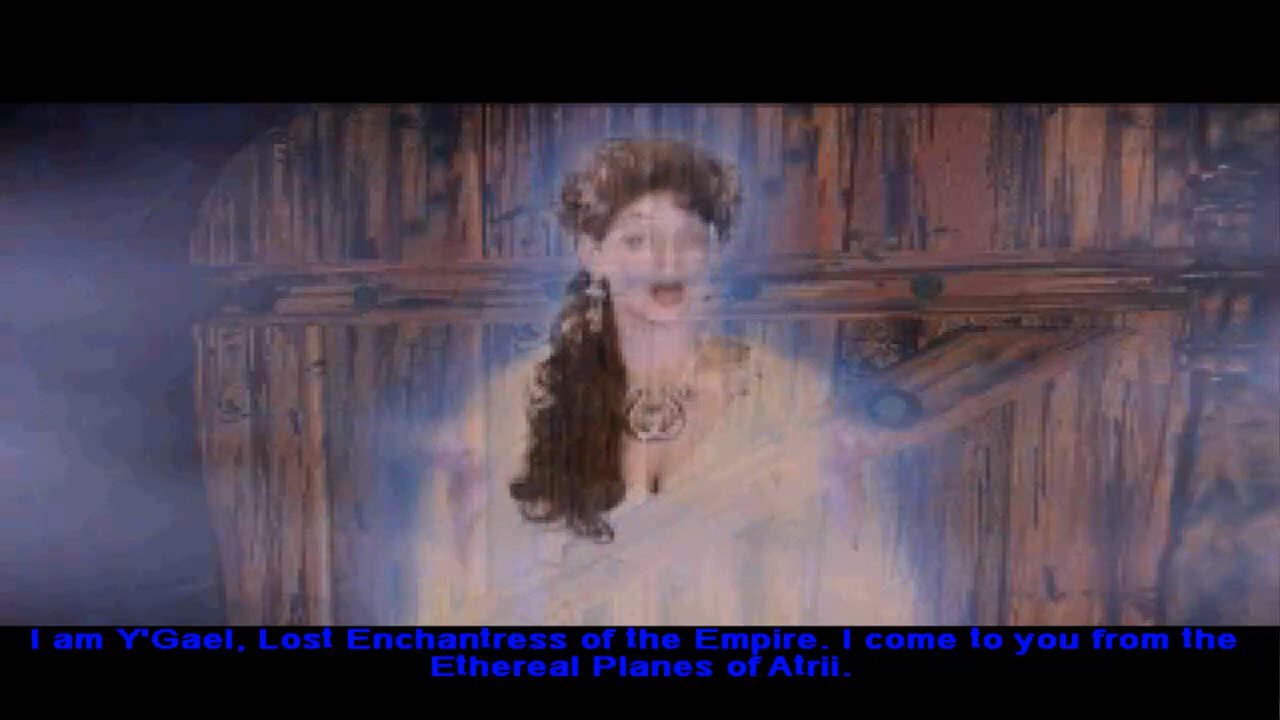 I am Y'Gael, Lost Enchantress of the Empire. I come to you from the
Ethereal Planes of Atrii.